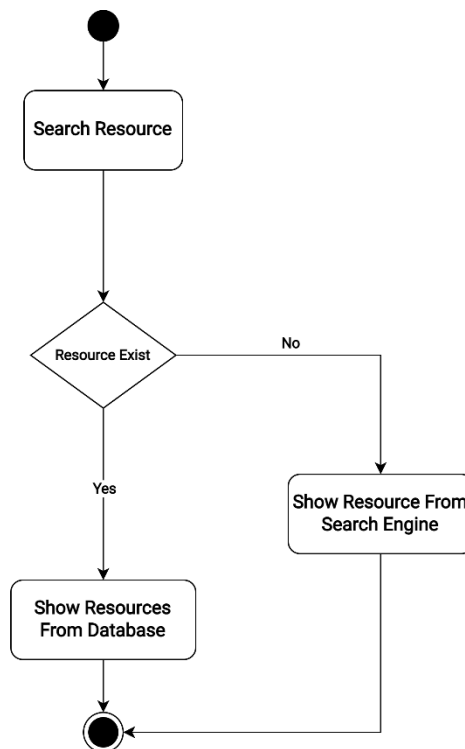 Search Resource
Resource Exist
No
Yes
Show Resource From
Search Engine
Show Resources
From Database